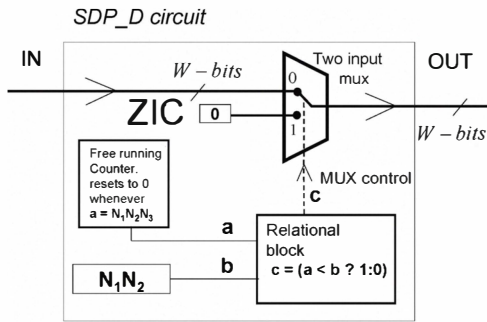 SDP_D circuit
IN
W – bits
Two input
mux
OUT
0
ZIC
0
1
W – bits
Free running
Counter.
resets to 0
whenever
a = N₁N₂N₃
MUX control
c
a
Relational
block
c = (a < b ? 1:0)
b
N₁N₂